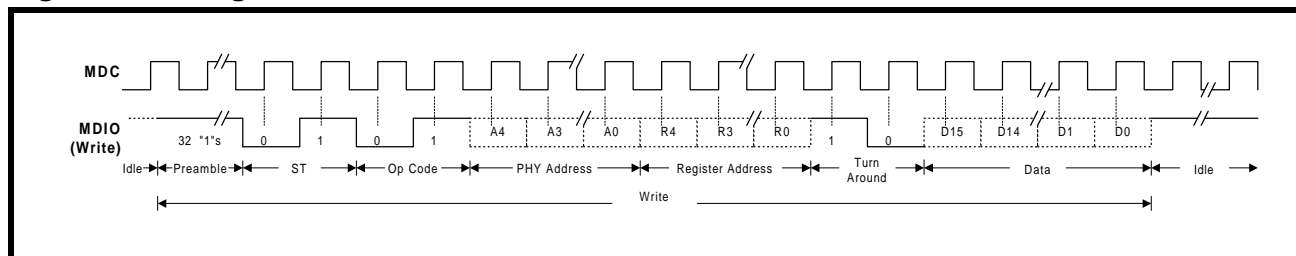 MDC
MDIO
(Write)
32 "1"s 0 1 0 1 A4 A3 A0 R4 R3 R0 1 0 D15 D14 D1 D0
Idle Preamble ST Op Code PHY Address Register Address Turn Around Data Idle
Write